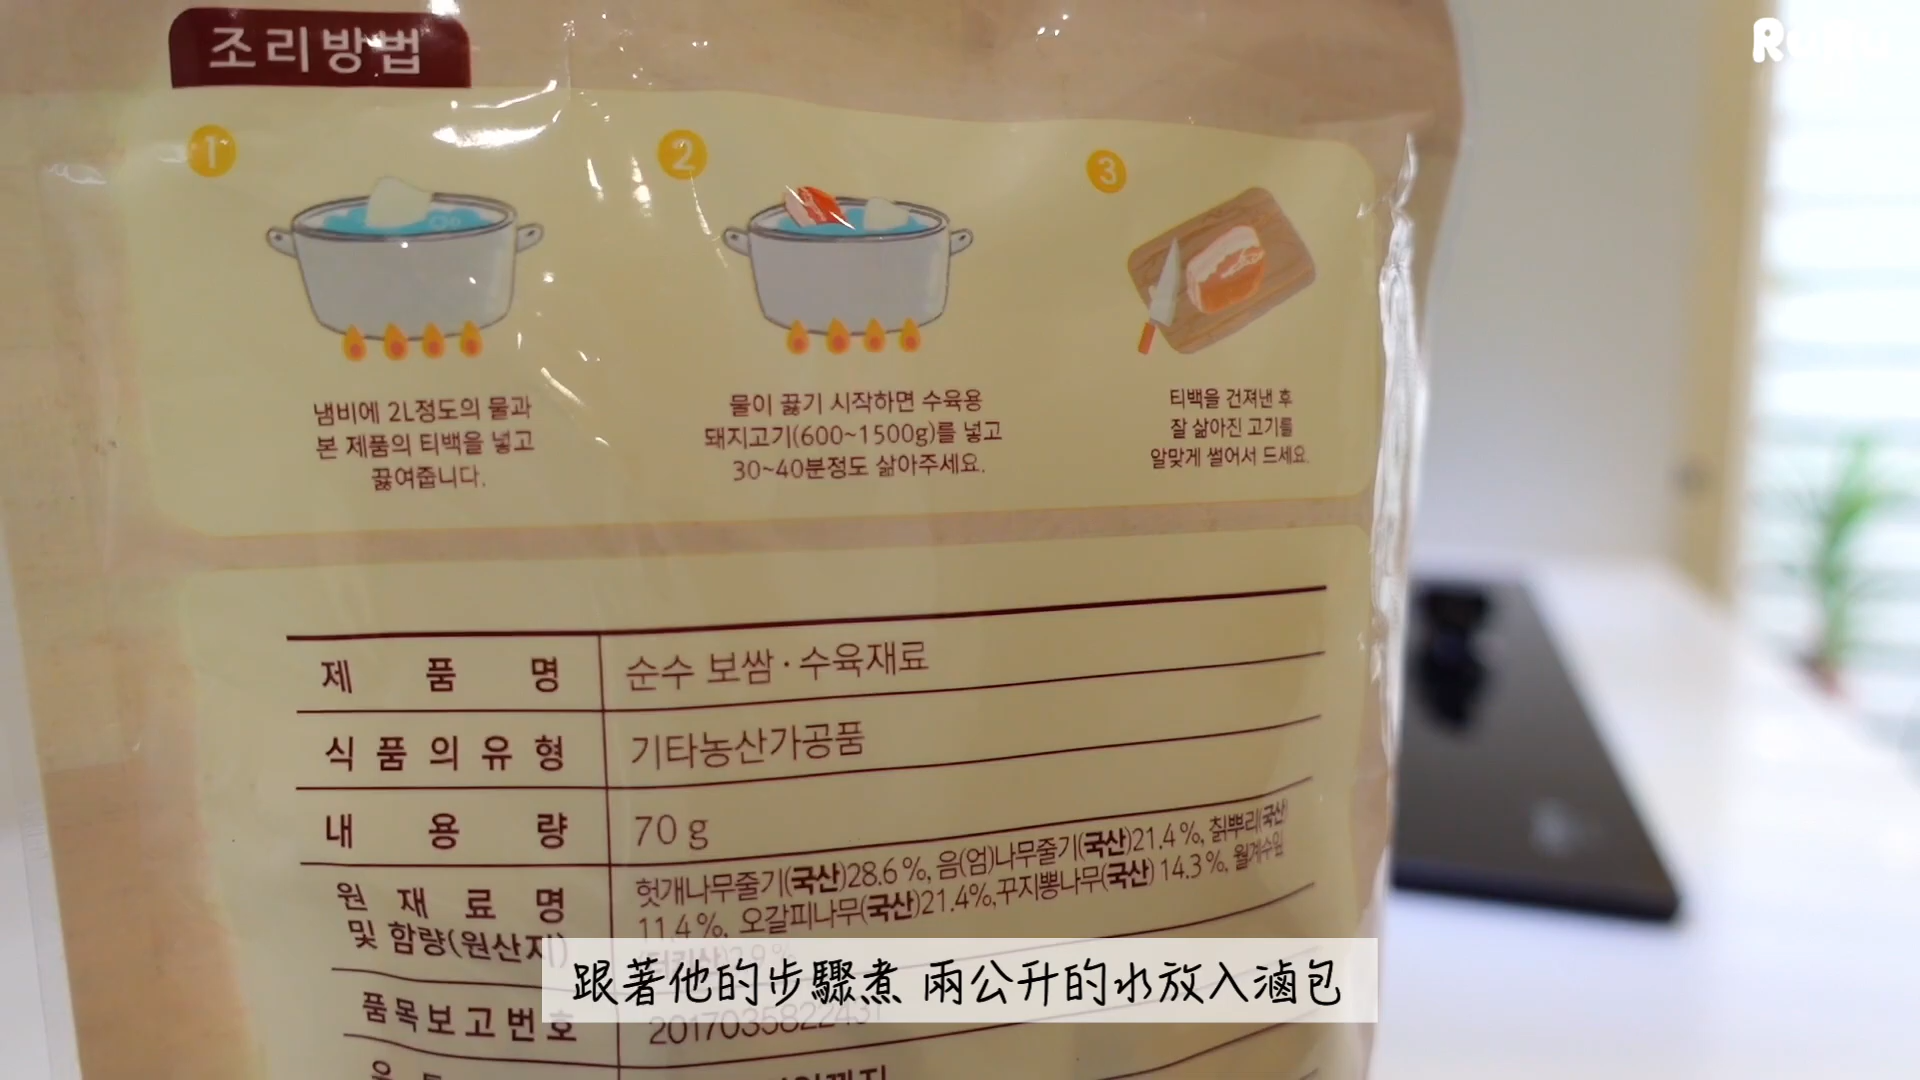 조리방법
1
2
3
냄비에 2L정도의 물과
본 제품의 티백을 넣고
끓여줍니다.
물이 끓기 시작하면 수육용
돼지고기(600~1500g)를 넣고
30~40분정도 삶아주세요.
티백을 건져낸 후
잘 삶아진 고기를
알맞게 썰어서 드세요.
제품명 순수 보쌈·수육재료
식품의유형 기타농산가공품
내용량 70g
원재료명 헛개나무줄기(국산)28.6%, 음(엄)나무줄기(국산)21.4%, 칡뿌리(국산)
및 함량(원산지) 11.4%, 오갈피나무(국산)21.4%,꾸지뽕나무(국산) 14.3%, 월계수잎
품목보고번호 2017035822431
跟著他的步驟煮 兩公升的水放入滷包